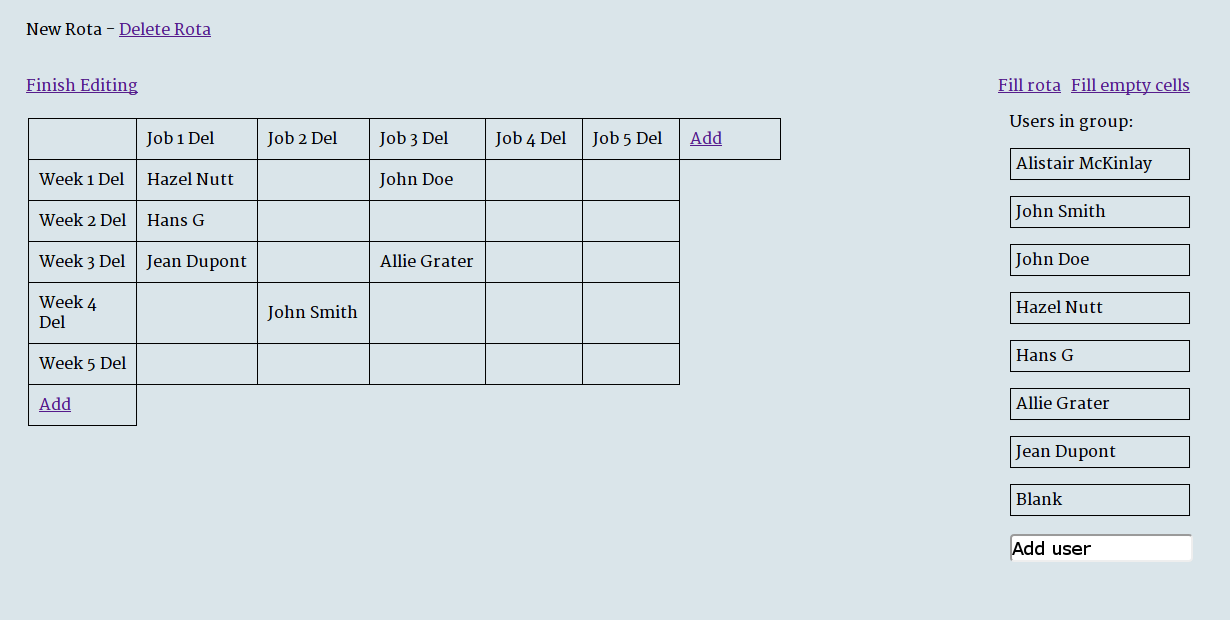 New Rota - Delete Rota
Finish Editing
Fill rota Fill empty cells
Job 1 Del Job 2 Del Job 3 Del Job 4 Del Job 5 Del Add
Week 1 Del Hazel Nutt John Doe
Week 2 Del Hans G
Week 3 Del Jean Dupont Allie Grater
Week 4
Del
John Smith
Week 5 Del
Add
Users in group:
Alistair McKinlay
John Smith
John Doe
Hazel Nutt
Hans G
Allie Grater
Jean Dupont
Blank
Add user